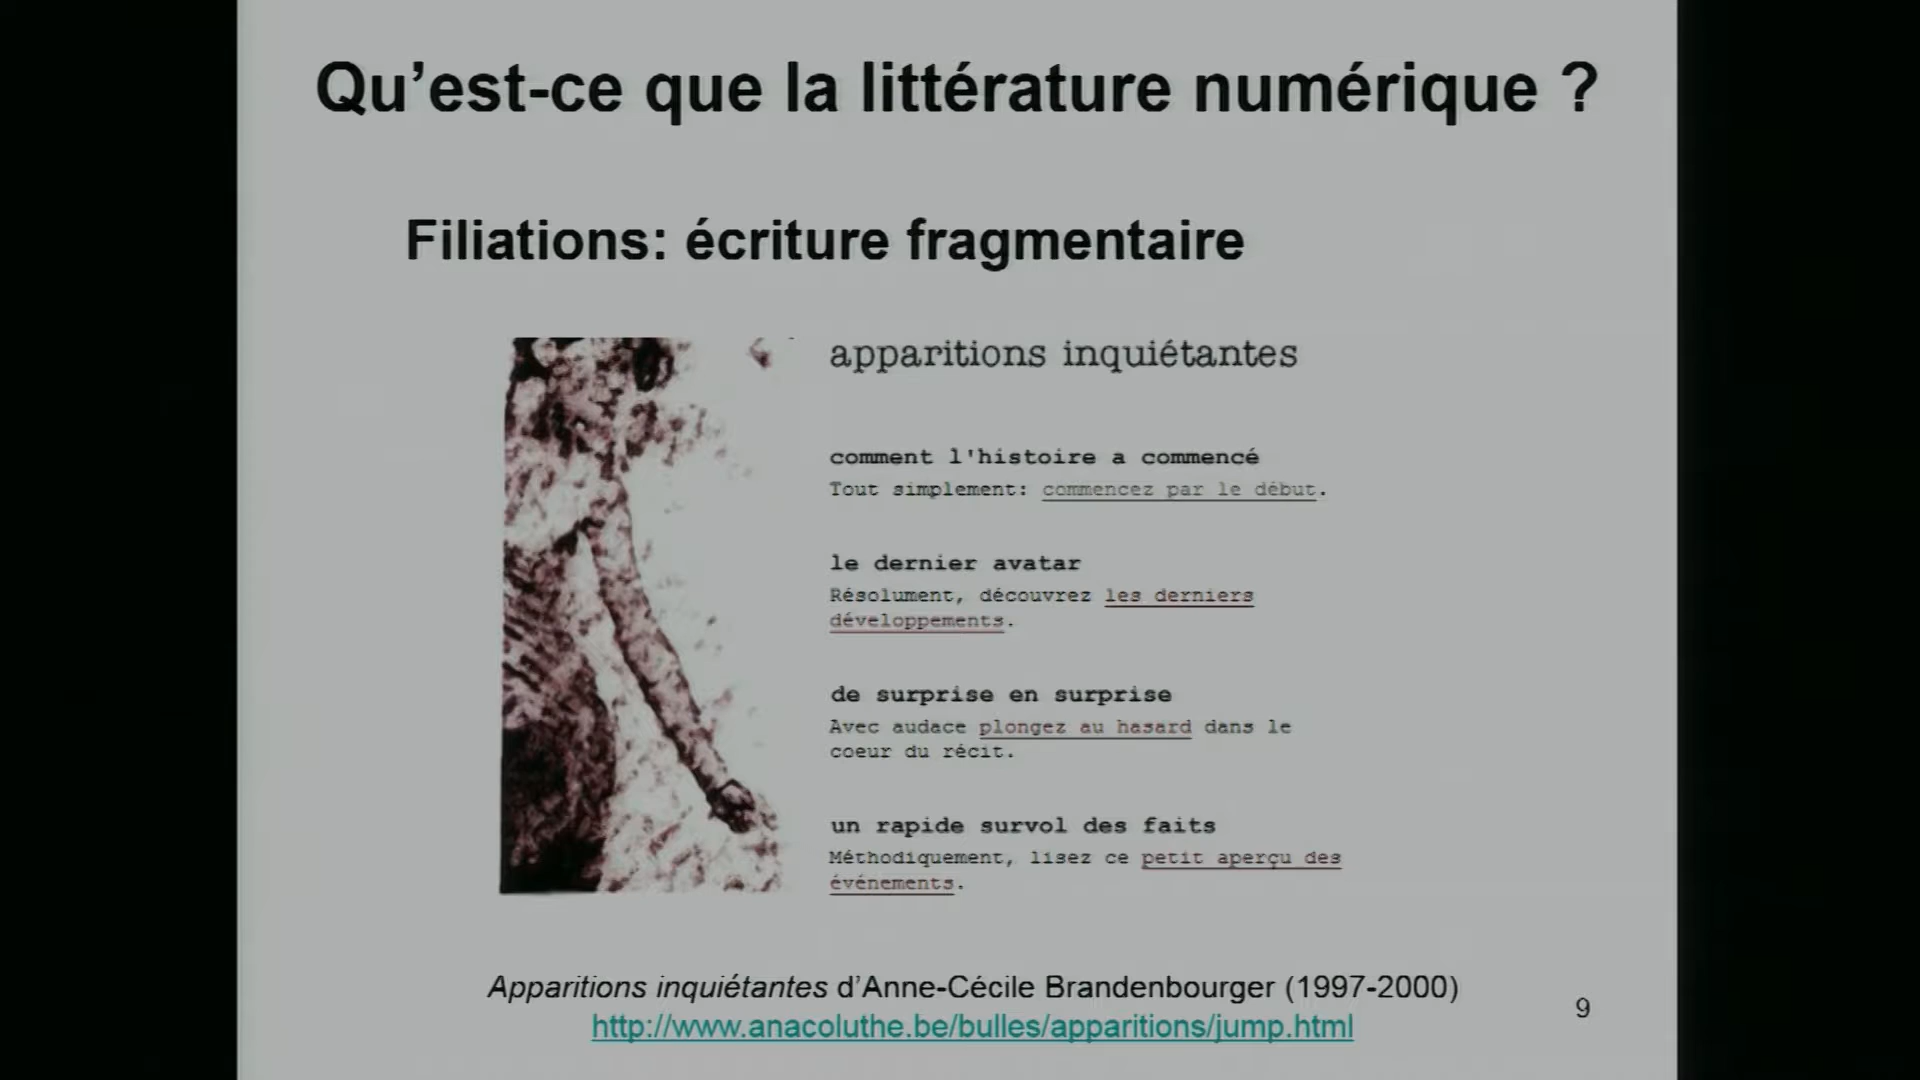 Qu’est-ce que la littérature numérique ?
Filiations: écriture fragmentaire
apparitions inquiétantes
comment l'histoire a commencé
Tout simplement: commencez par le début.
le dernier avatar
Résolument, découvrez les derniers
développements.
de surprise en surprise
Avec audace plongez au hasard dans le
coeur du récit.
un rapide survol des faits
Méthodiquement, lisez ce petit aperçu des
événements.
Apparitions inquiétantes d’Anne-Cécile Brandenbourger (1997-2000)
http://www.anacoluthe.be/bulles/apparitions/jump.html
9